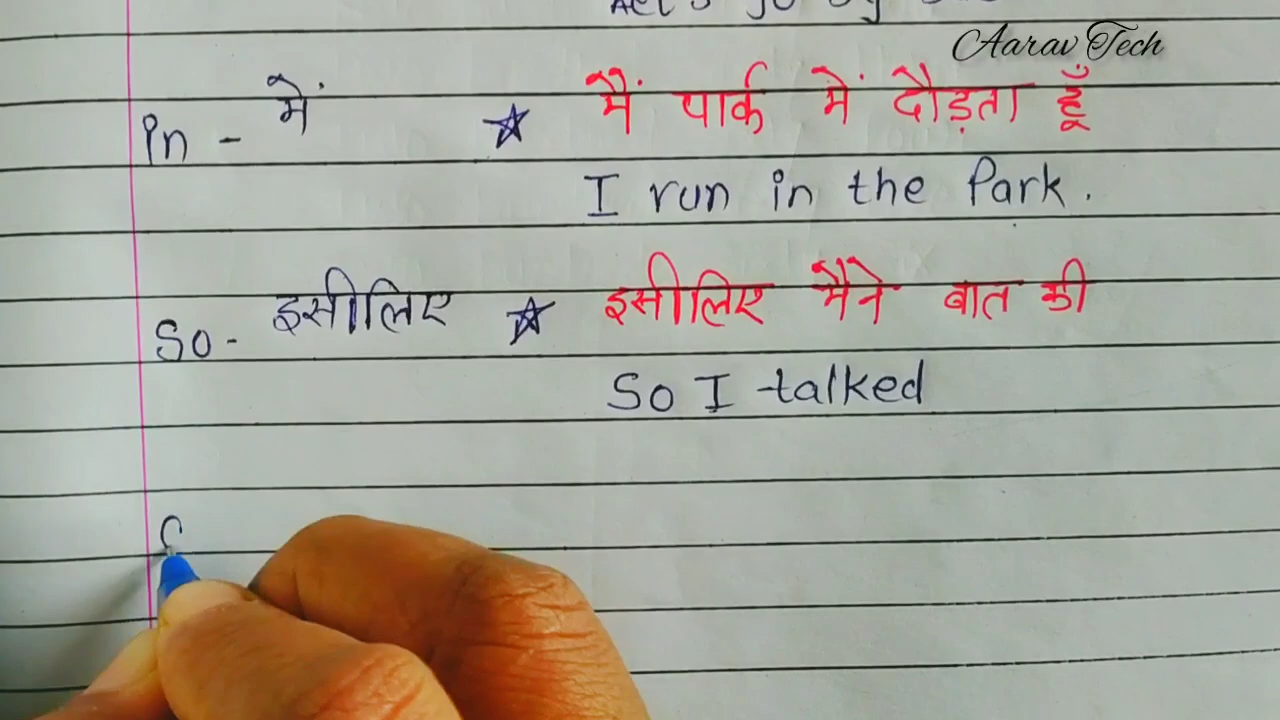 Aarav Tech
in - में ☆ मैं पार्क में दौड़ता हूँ
I run in the Park.
So - इसीलिए ☆ इसीलिए मैने बात की
So I talked